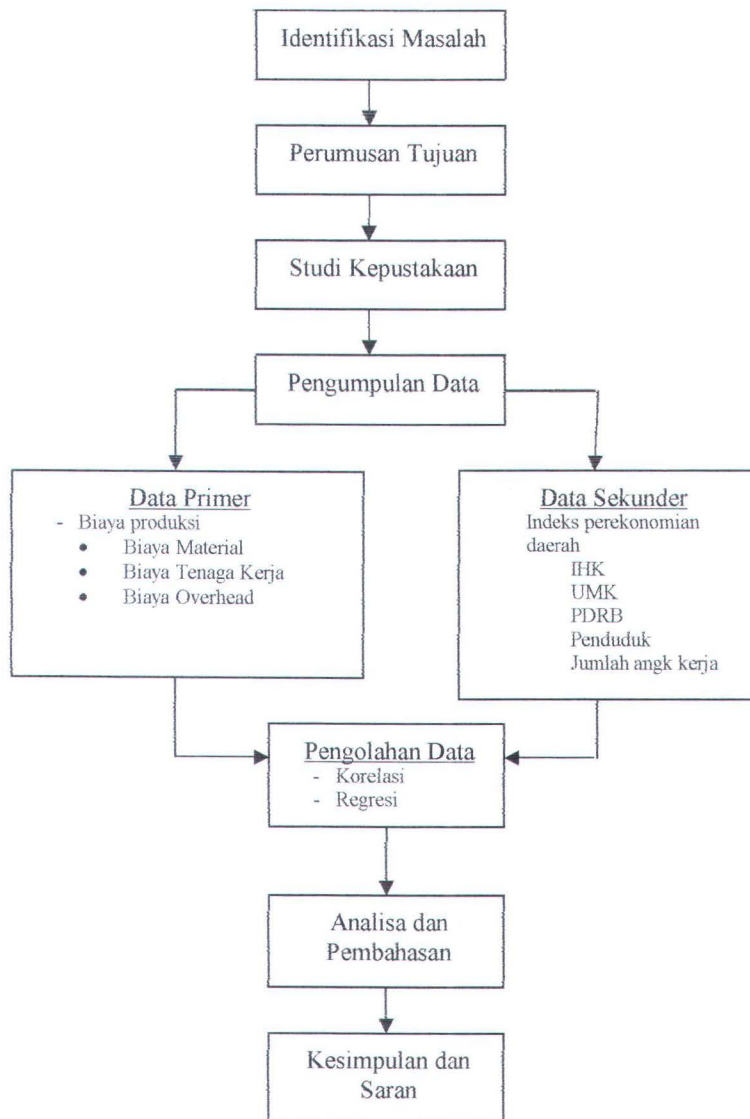 Identifikasi Masalah
Perumusan Tujuan
Studi Kepustakaan
Pengumpulan Data
Data Primer
- Biaya produksi
• Biaya Material
• Biaya Tenaga Kerja
• Biaya Overhead
Data Sekunder
Indeks perekonomian
daerah
IHK
UMK
PDRB
Penduduk
Jumlah angk kerja
Pengolahan Data
- Korelasi
- Regresi
Analisa dan
Pembahasan
Kesimpulan dan
Saran